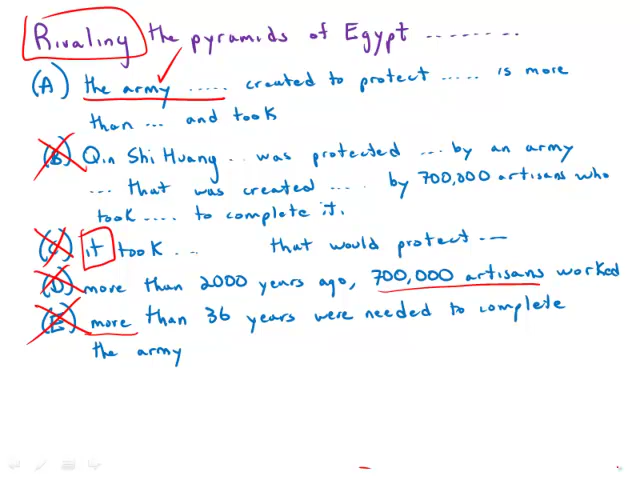 Rivaling the pyramids of Egypt ........
(A) the army ..... created to protect ..... is more
than ... and took
(B) Qin Shi Huang .. was protected ... by an army
... that was created .... by 700,000 artisans who
took .... to complete it.
(C) it took ... that would protect ---
(D) more than 2000 years ago, 700,000 artisans worked
(E) more than 36 years were needed to complete
the army